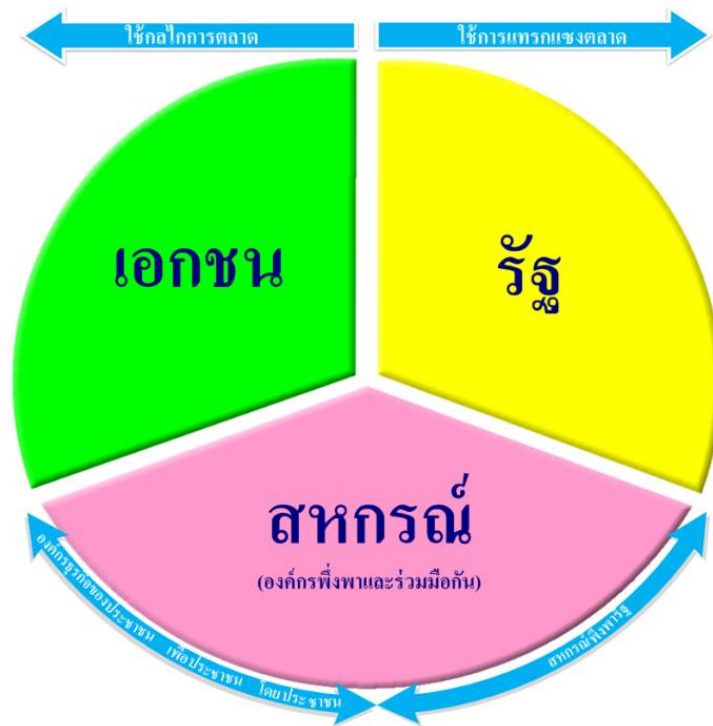 ใช้กลไกการตลาด
ใช้การแทรกแซงตลาด
เอกชน
รัฐ
สหกรณ์
(องค์กรพึ่งพาและร่วมมือกัน)
องค์กรธุรกิจของประชาชน เพื่อประชาชน โดยประชาชน
สหกรณ์พึ่งพารัฐ